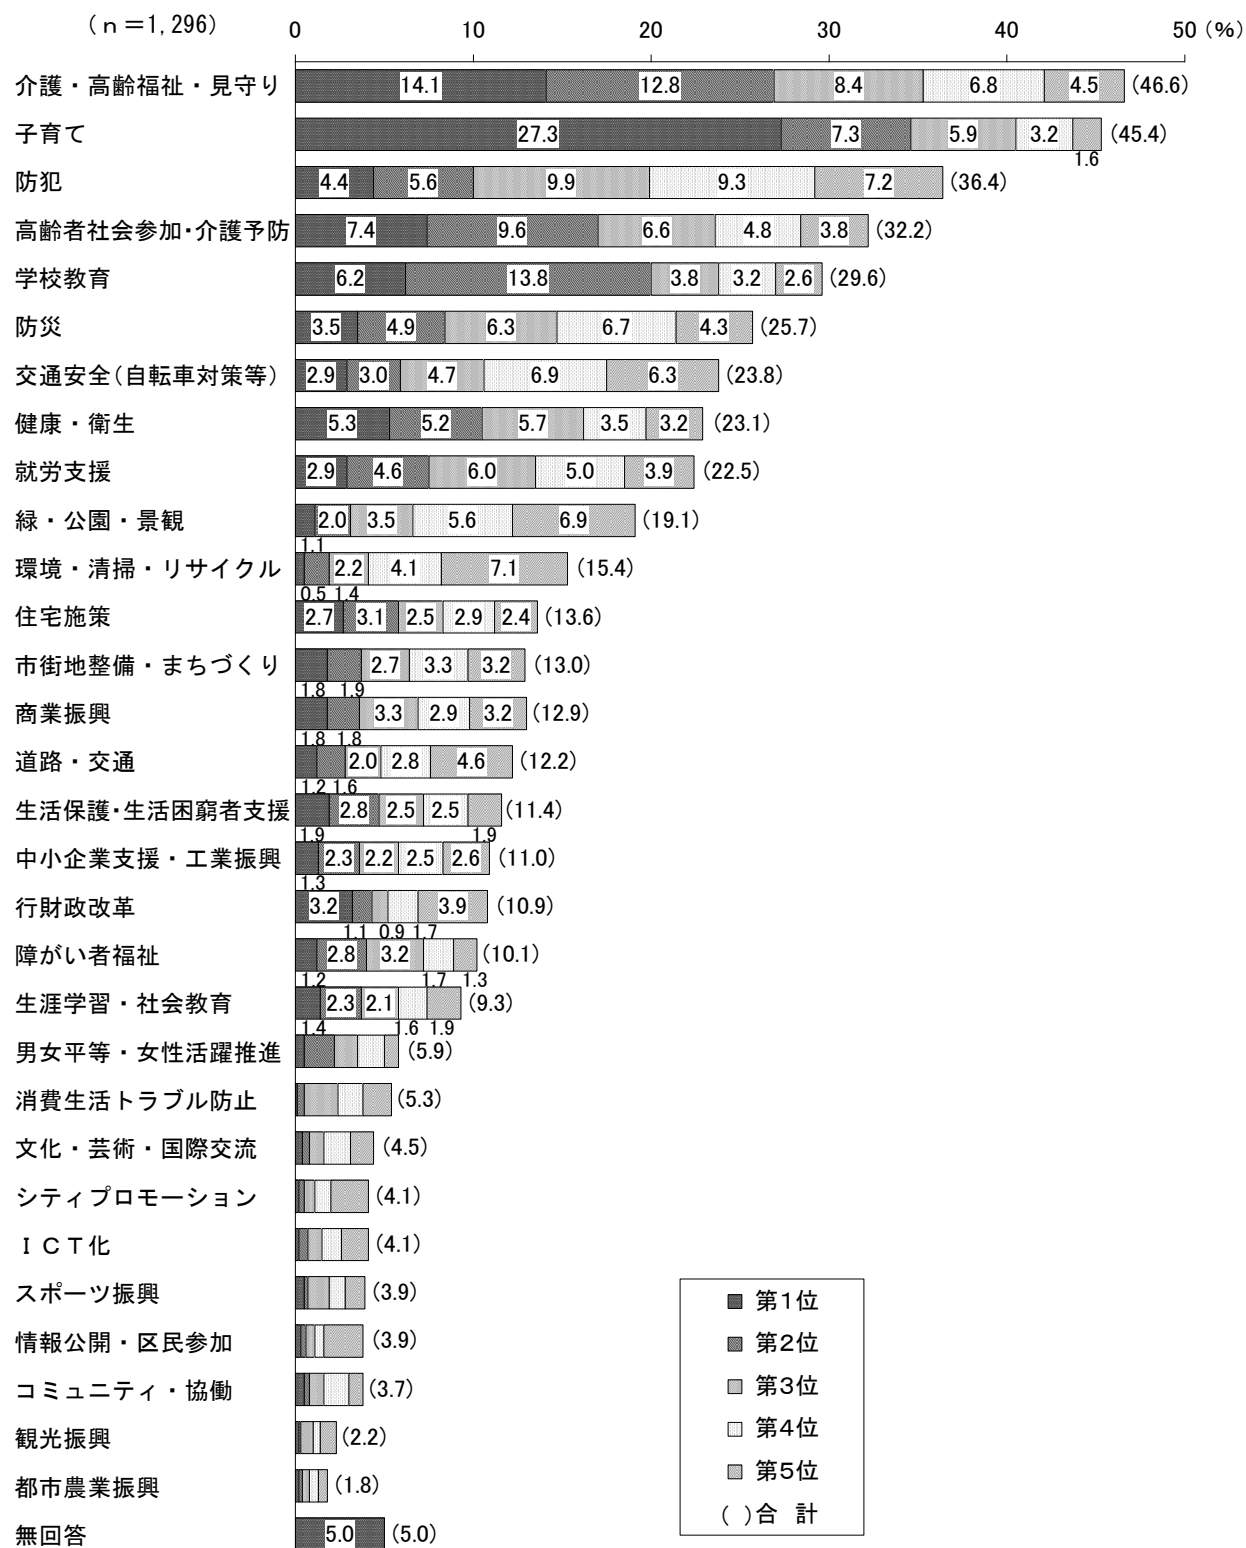 （ｎ＝1,296）
0 10 20 30 40 50（%）
介護・高齢福祉・見守り 14.1 12.8 8.4 6.8 4.5 （46.6）
子育て 27.3 7.3 5.9 3.2 （45.4）
1.6
防犯 4.4 5.6 9.9 9.3 7.2 （36.4）
高齢者社会参加・介護予防 7.4 9.6 6.6 4.8 3.8 （32.2）
学校教育 6.2 13.8 3.8 3.2 2.6 （29.6）
防災 3.5 4.9 6.3 6.7 4.3 （25.7）
交通安全（自転車対策等） 2.9 3.0 4.7 6.9 6.3 （23.8）
健康・衛生 5.3 5.2 5.7 3.5 3.2 （23.1）
就労支援 2.9 4.6 6.0 5.0 3.9 （22.5）
緑・公園・景観 2.0 3.5 5.6 6.9 （19.1）
1.1
環境・清掃・リサイクル 2.2 4.1 7.1 （15.4）
0.5 1.4
住宅施策 2.7 3.1 2.5 2.9 2.4 （13.6）
市街地整備・まちづくり 2.7 3.3 3.2 （13.0）
1.8 1.9
商業振興 3.3 2.9 3.2 （12.9）
1.8 1.8
道路・交通 2.0 2.8 4.6 （12.2）
1.2 1.6
生活保護・生活困窮者支援 2.8 2.5 2.5 （11.4）
1.9 1.9
中小企業支援・工業振興 2.3 2.2 2.5 2.6 （11.0）
1.3
行財政改革 3.2 3.9 （10.9）
1.1 0.9 1.7
障がい者福祉 2.8 3.2 （10.1）
1.2 1.7 1.3
生涯学習・社会教育 2.3 2.1 （9.3）
1.4 1.6 1.9
男女平等・女性活躍推進 （5.9）
消費生活トラブル防止 （5.3）
文化・芸術・国際交流 （4.5）
シティプロモーション （4.1）
ＩＣＴ化 （4.1）
スポーツ振興 （3.9）
情報公開・区民参加 （3.9）
コミュニティ・協働 （3.7）
観光振興 （2.2）
都市農業振興 （1.8）
無回答 5.0 （5.0）
第1位
第2位
第3位
第4位
第5位
（ ）合 計